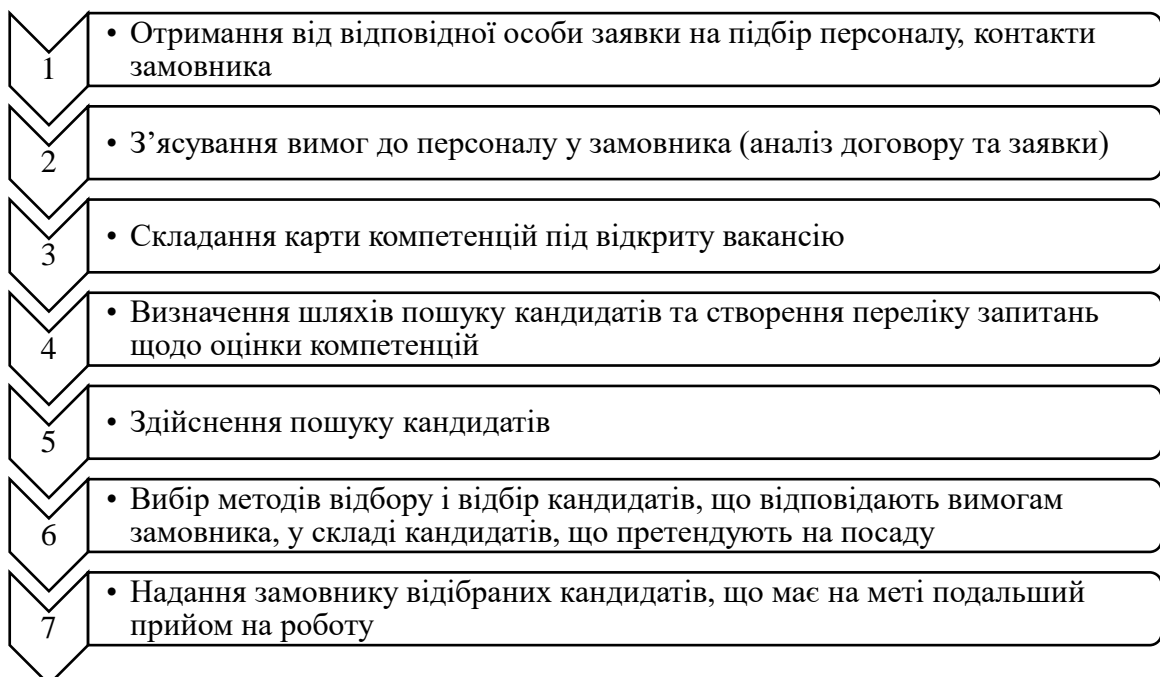 1
• Отримання від відповідної особи заявки на підбір персоналу, контакти
замовника
2
• З’ясування вимог до персоналу у замовника (аналіз договору та заявки)
3
• Складання карти компетенцій під відкриту вакансію
4
• Визначення шляхів пошуку кандидатів та створення переліку запитань
щодо оцінки компетенцій
5
• Здійснення пошуку кандидатів
6
• Вибір методів відбору і відбір кандидатів, що відповідають вимогам
замовника, у складі кандидатів, що претендують на посаду
7
• Надання замовнику відібраних кандидатів, що має на меті подальший
прийом на роботу